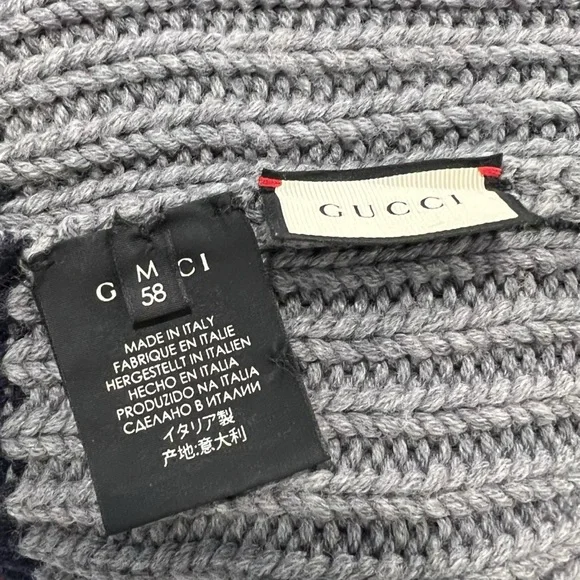 GUCCI
G CCI
M
58
MADE IN ITALY
FABRIQUE EN ITALIE
HERGESTELLT IN ITALIEN
HECHO EN ITALIA
PRODUZIDO NA ITALIA
СДЕЛАНО В ИТАЛИИ
イタリア製
产地:意大利